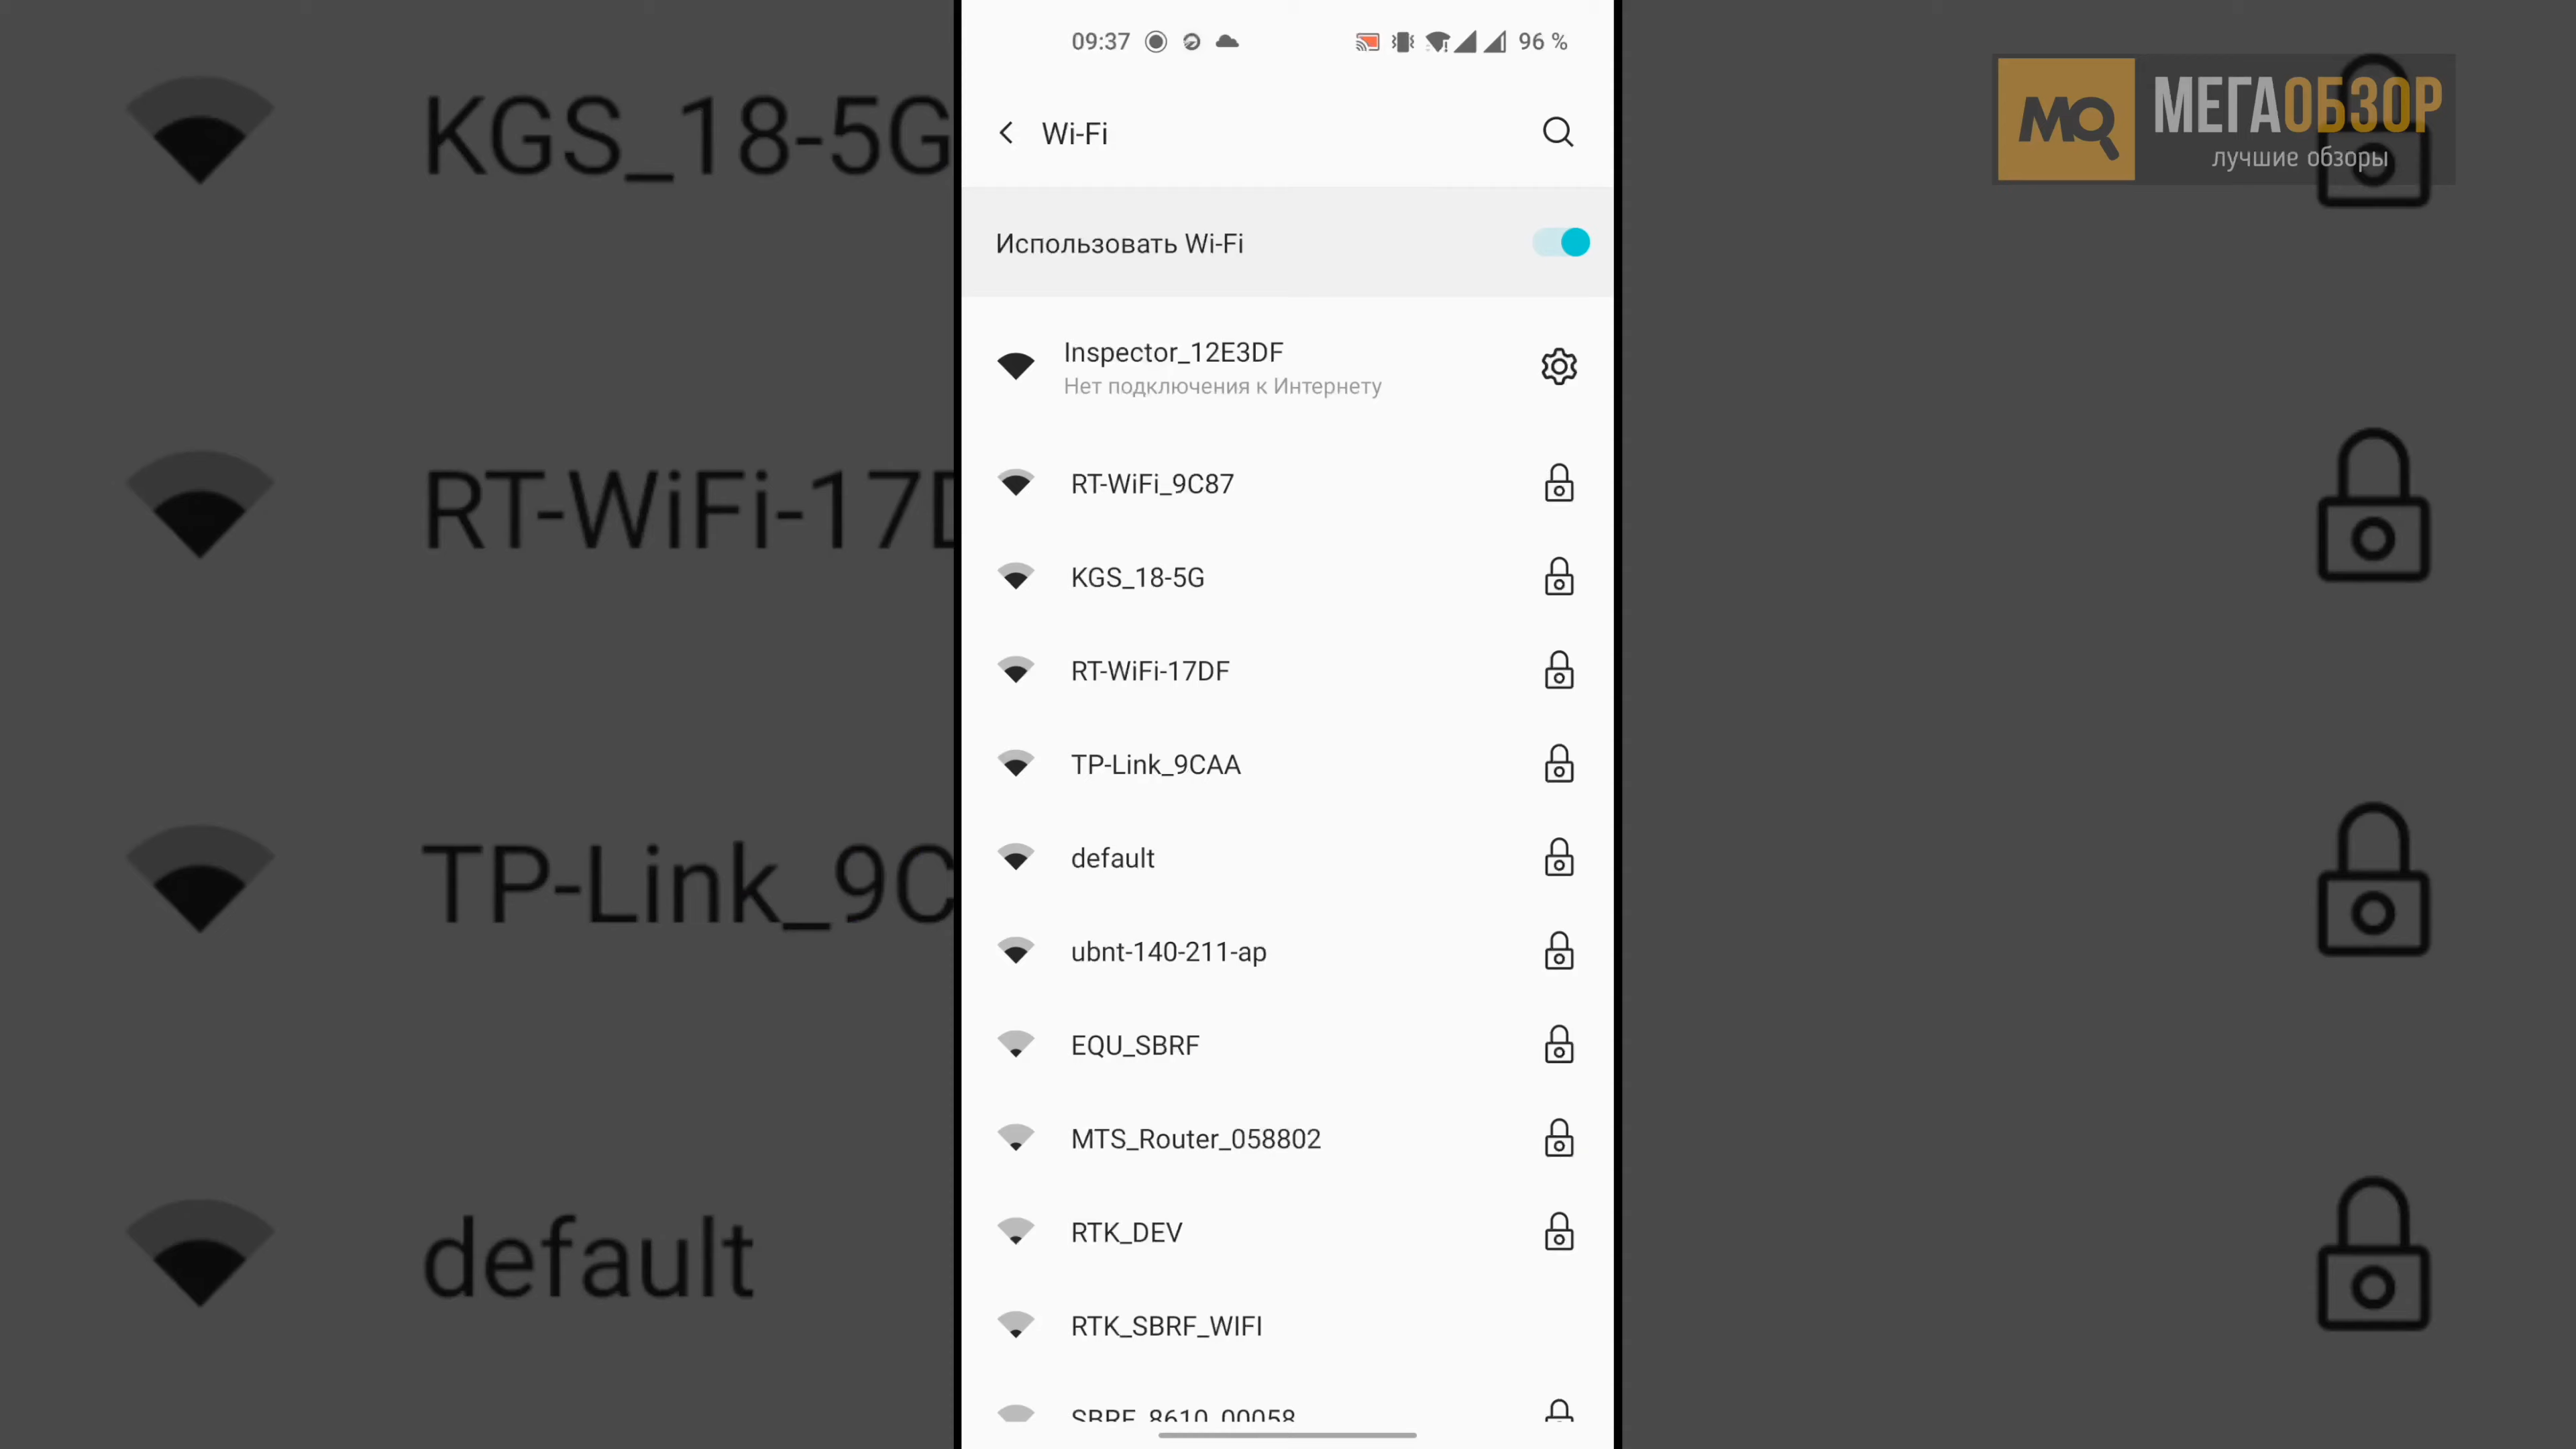 09:37 96 %
Wi-Fi
МЕГАОБЗОР
лучшие обзоры
Использовать Wi-Fi
Inspector_12E3DF
Нет подключения к Интернету
RT-WiFi_9C87
KGS_18-5G
RT-WiFi-17DF
TP-Link_9CAA
default
ubnt-140-211-ap
EQU_SBRF
MTS_Router_058802
RTK_DEV
RTK_SBRF_WIFI
SBRF_8610_00058
KGS_18-5G
RT-WiFi-17D
TP-Link_9C
default